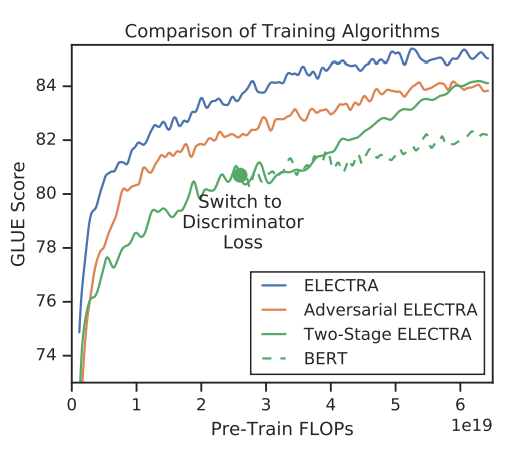 Comparison of Training Algorithms
GLUE Score
84
82
80
78
76
74
Switch to
Discriminator
Loss
ELECTRA
Adversarial ELECTRA
Two-Stage ELECTRA
BERT
0 1 2 3 4 5 6
1e19
Pre-Train FLOPs